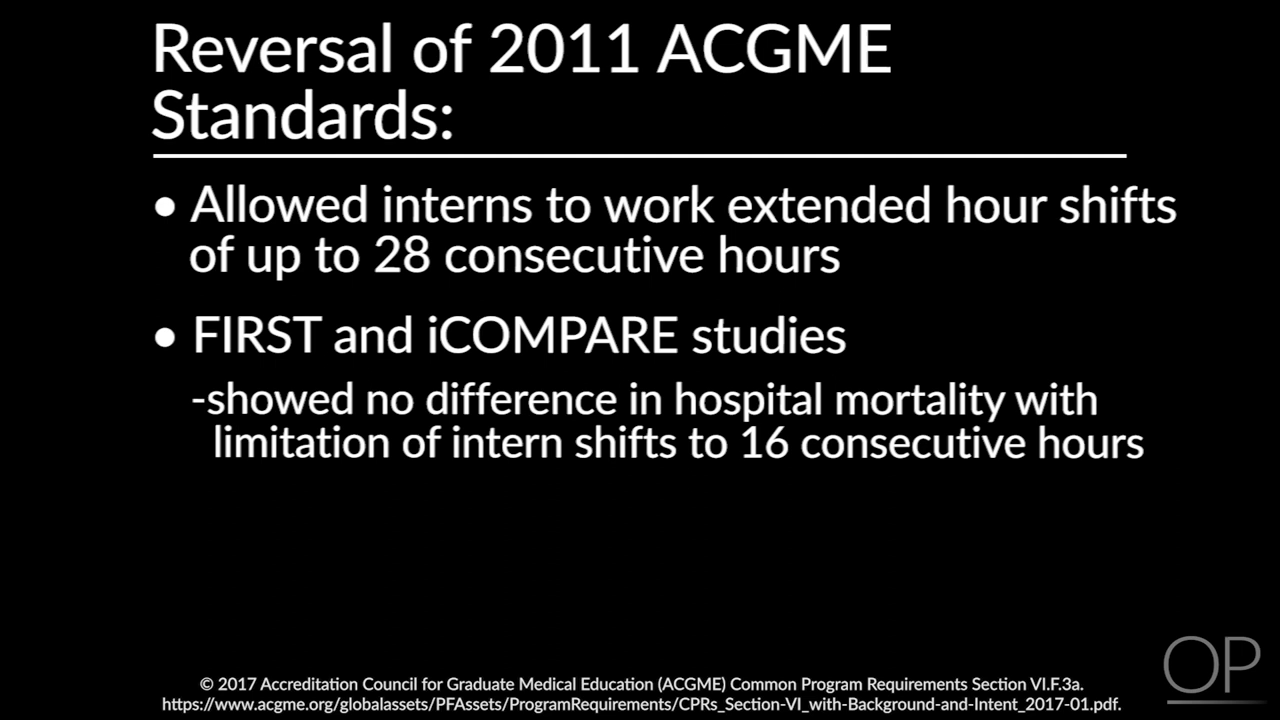 Reversal of 2011 ACGME
Standards:
• Allowed interns to work extended hour shifts
of up to 28 consecutive hours
• FIRST and iCOMPARE studies
-showed no difference in hospital mortality with
limitation of intern shifts to 16 consecutive hours
OP
© 2017 Accreditation Council for Graduate Medical Education (ACGME) Common Program Requirements Section VI.F.3a.
https://www.acgme.org/globalassets/PFAssets/ProgramRequirements/CPRs_Section-VI_with-Background-and-Intent_2017-01.pdf.